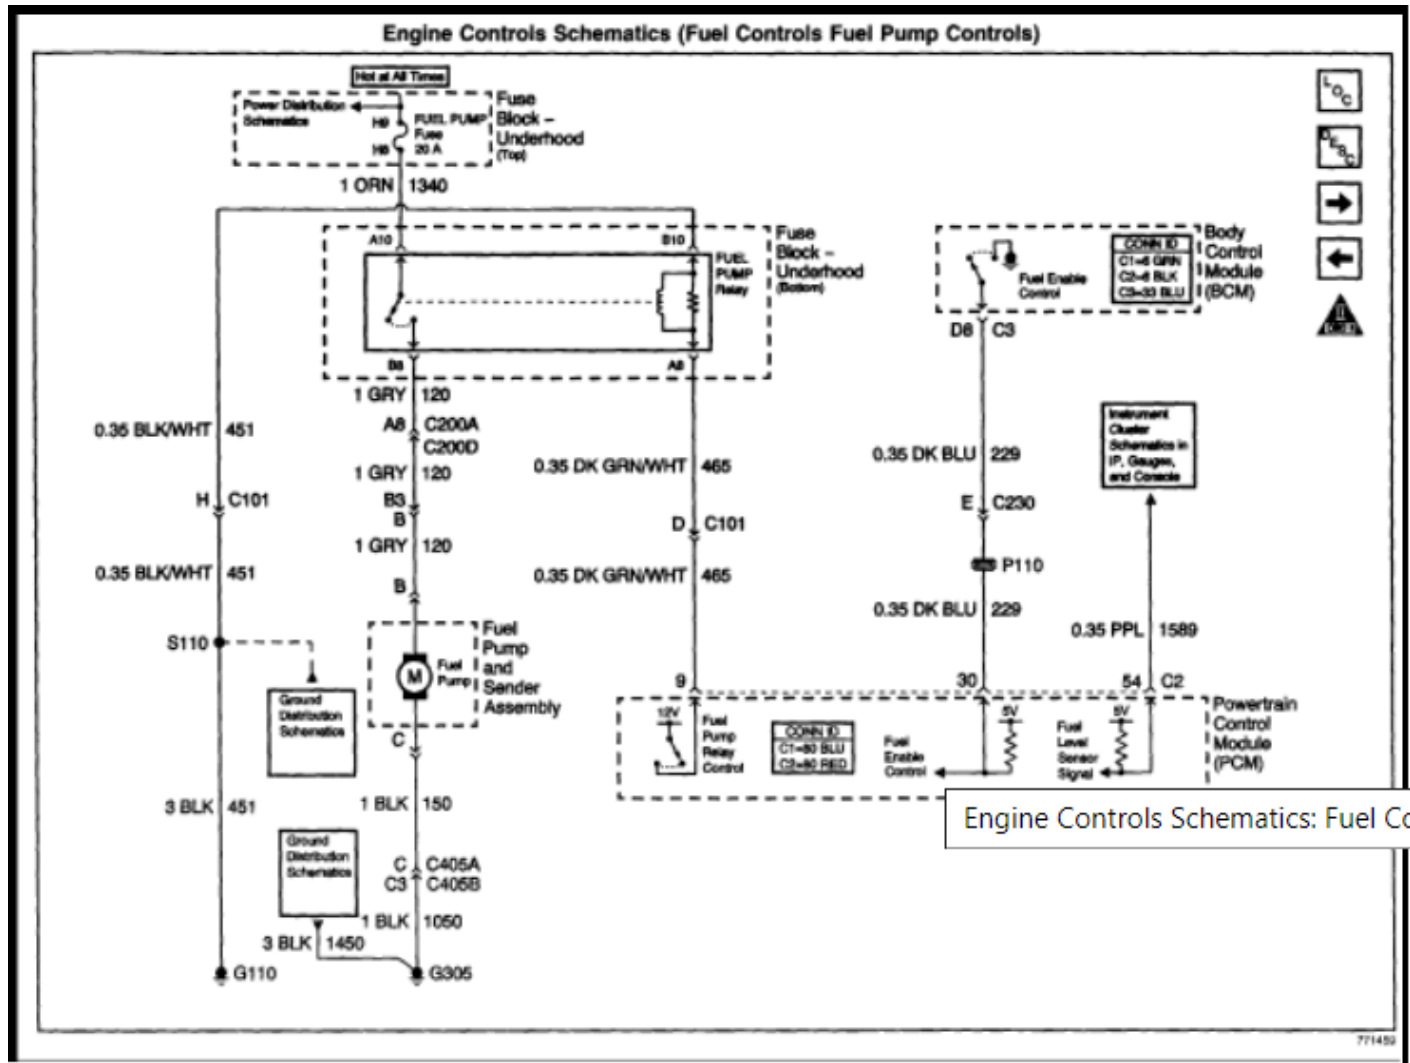 Engine Controls Schematics (Fuel Controls Fuel Pump Controls)
Hot at All Times
Power Distribution
Schematics
H9
FUEL PUMP
Fuse
20 A
H8
Fuse
Block –
Underhood
(Top)
1 ORN 1340
A10
B10
FUEL
PUMP
Relay
Fuse
Block –
Underhood
(Bottom)
B8
A8
Fuel Enable
Control
CONN ID
C1=6 GRN
C2=8 BLK
C3=33 BLU
Body
Control
Module
(BCM)
D8 C3
L
O
C
D
E
S
C
II
OBD II
1 GRY 120
A8 C200A
C200D
1 GRY 120
B3
B
1 GRY 120
B
0.35 BLK/WHT 451
H C101
0.35 BLK/WHT 451
S110
Ground
Distribution
Schematics
3 BLK 451
G110
M
Fuel
Pump
Fuel
Pump
and
Sender
Assembly
C
1 BLK 150
C C405A
C3 C405B
1 BLK 1050
Ground
Distribution
Schematics
3 BLK 1450
G305
0.35 DK GRN/WHT 465
D C101
0.35 DK GRN/WHT 465
0.35 DK BLU 229
E C230
P110
0.35 DK BLU 229
Instrument
Cluster
Schematics in
IP, Gauges,
and Console
0.35 PPL 1589
9
30
54 C2
12V
Fuel
Pump
Relay
Control
CONN ID
C1=80 BLU
C2=80 RED
Fuel
Enable
Control
5V
Fuel
Level
Sensor
Signal
5V
Powertrain
Control
Module
(PCM)
Engine Controls Schematics: Fuel Co
771459